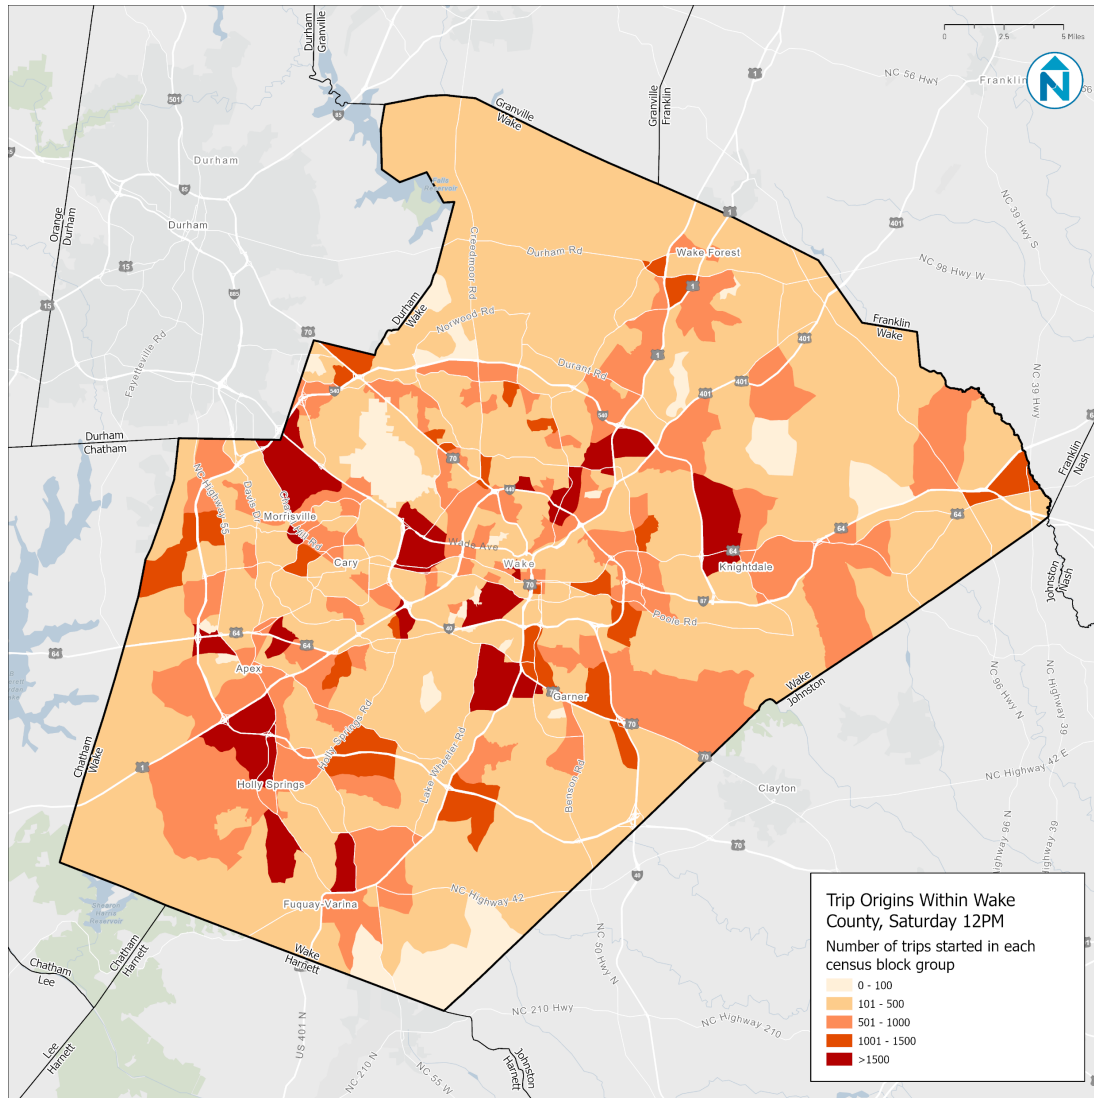 Durham
Granville
Granville
Wake
Granville
Franklin
0
2.5
5 Miles
N
1
NC 56 Hwy
Franklin
56
501
85
Durham
85
Durham
Orange
Durham
15
15
885
Falls
Reservoir
Creedmoor Rd
Durham Rd
Wake Forest
1
401
NC 39 Hwy S
NC 98 Hwy W
1
Durham
Wake
70
Norwood Rd
Fayetteville Rd
540
Durant Rd
1
401
401
401
Franklin
Wake
NC 39 Hwy
540
Durham
Chatham
70
440
Franklin
Nash
NC Highway 55
Davis Dr
Morrisville
Chapel Hill Rd
Cary
Wade Ave
Wake
70
64
64
64
Knightdale
87
Johnston
Nash
Poole Rd
40
64
64
64
Apex
Garner
70
70
Wake
Johnston
NC 96 Hwy N
NC Highway 39
NC Highway 42 E
Holly Springs Rd
Lake Wheeler Rd
Benson Rd
Chatham
Wake
1
Holly Springs
Clayton
70
NC Highway 96 N
Highway 39
40
Sharon
Harris
Reservoir
Fuquay-Varina
NC Highway 42
Wake
Harnett
NC 50 Hwy N
Chatham
Harnett
Chatham
Lee
Lee
Harnett
US 401 N
NC 210 N
NC 55 W
NC 210 Hwy
NC Highway 210
Johnston
Harnett
Trip Origins Within Wake
County, Saturday 12PM
Number of trips started in each
census block group
0 - 100
101 - 500
501 - 1000
1001 - 1500
>1500